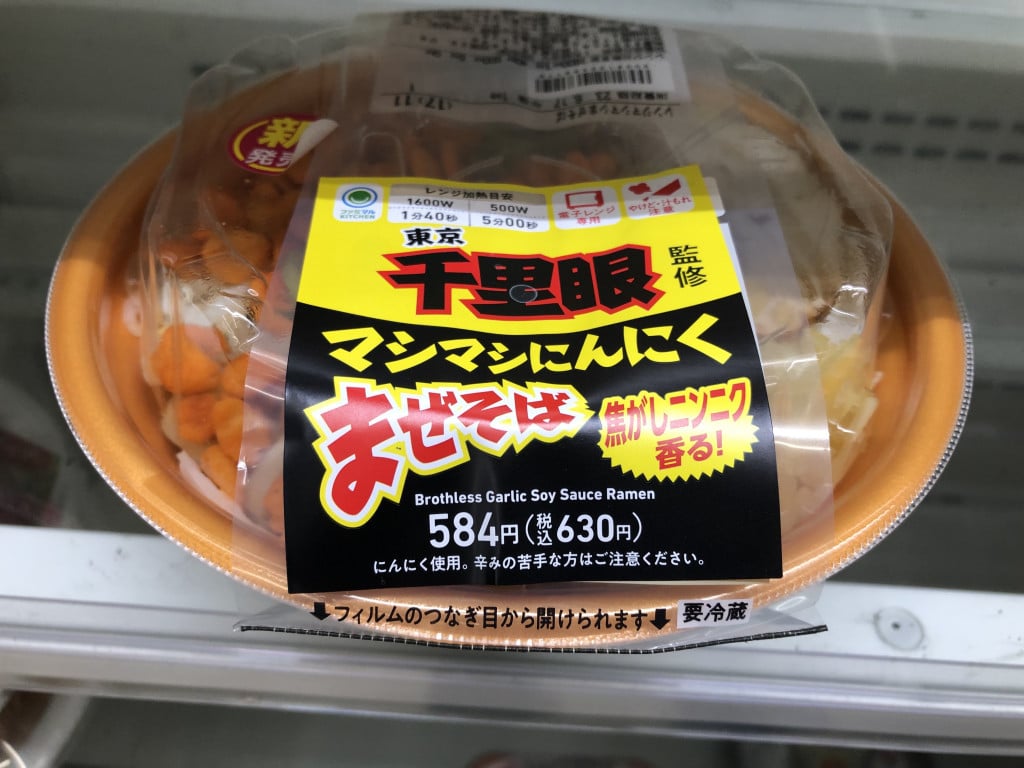 新
発売
ファミマル
KITCHEN
レンジ加熱目安
1600W 500W
1分40秒 5分00秒
電子レンジ
専用
やけど・汁もれ
注意
東京
千里眼
監修
マシマシにんにく
まぜそば
焦がしニンニク
香る!
Brothless Garlic Soy Sauce Ramen
584円(税込630円)
にんにく使用。辛みの苦手な方はご注意ください。
⬇フィルムのつなぎ目から開けられます⬇
要冷蔵